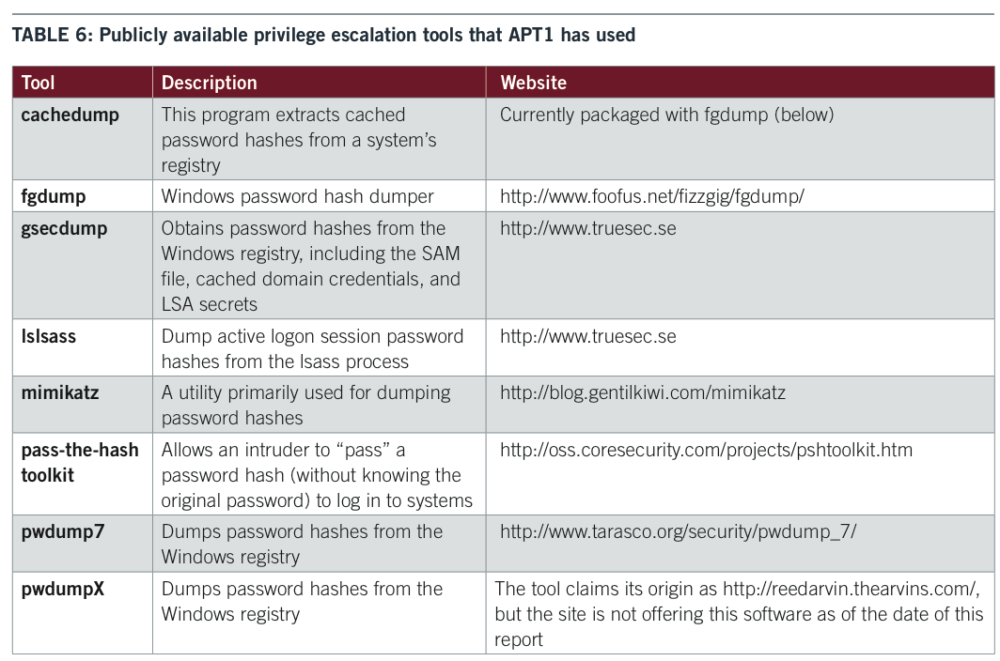 TABLE 6: Publicly available privilege escalation tools that APT1 has used
Tool Description Website
cachedump This program extracts cached Currently packaged with fgdump (below)
password hashes from a system’s
registry
fgdump Windows password hash dumper http://www.foofus.net/fizzgig/fgdump/
gsecdump Obtains password hashes from the http://www.truesec.se
Windows registry, including the SAM
file, cached domain credentials, and
LSA secrets
lslsass Dump active logon session password http://www.truesec.se
hashes from the lsass process
mimikatz A utility primarily used for dumping http://blog.gentilkiwi.com/mimikatz
password hashes
pass-the-hash Allows an intruder to “pass” a http://oss.coresecurity.com/projects/pshtoolkit.htm
toolkit password hash (without knowing the
original password) to log in to systems
pwdump7 Dumps password hashes from the http://www.tarasco.org/security/pwdump_7/
Windows registry
pwdumpX Dumps password hashes from the The tool claims its origin as http://reedarvin.thearvins.com/,
Windows registry but the site is not offering this software as of the date of this
report